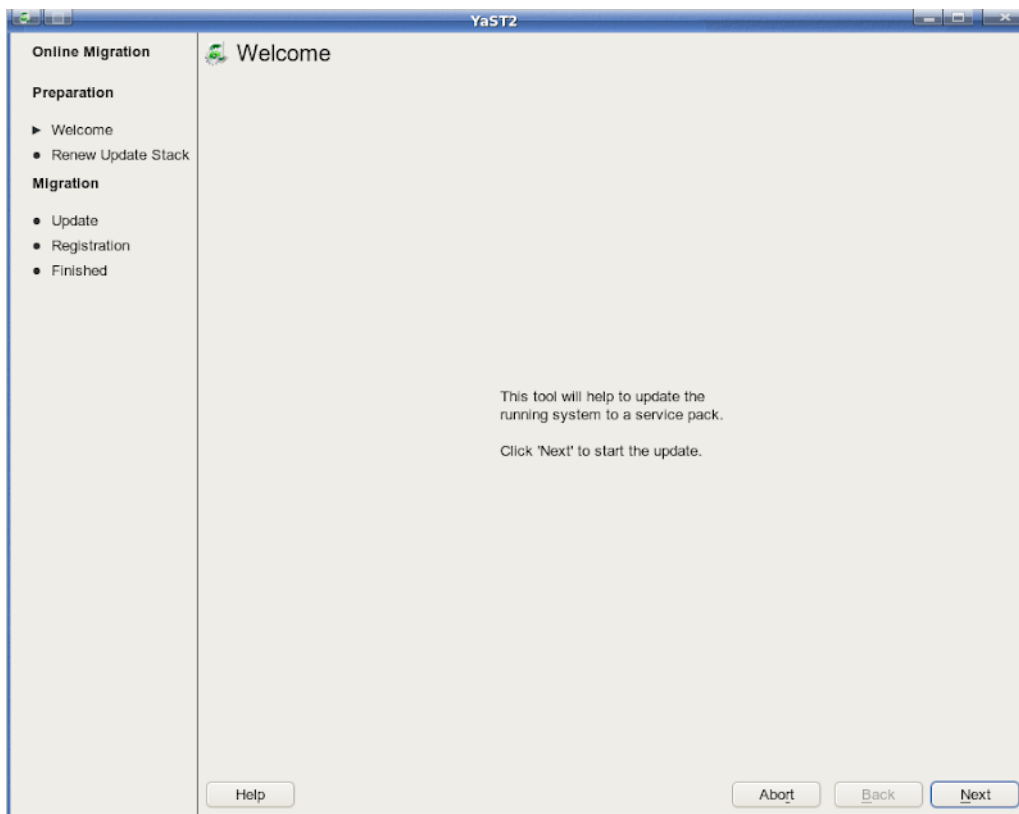 YaST2
Online Migration
Preparation
Welcome
Renew Update Stack
Migration
Update
Registration
Finished
Welcome
This tool will help to update the
running system to a service pack.
Click 'Next' to start the update.
Help
Abort
Back
Next